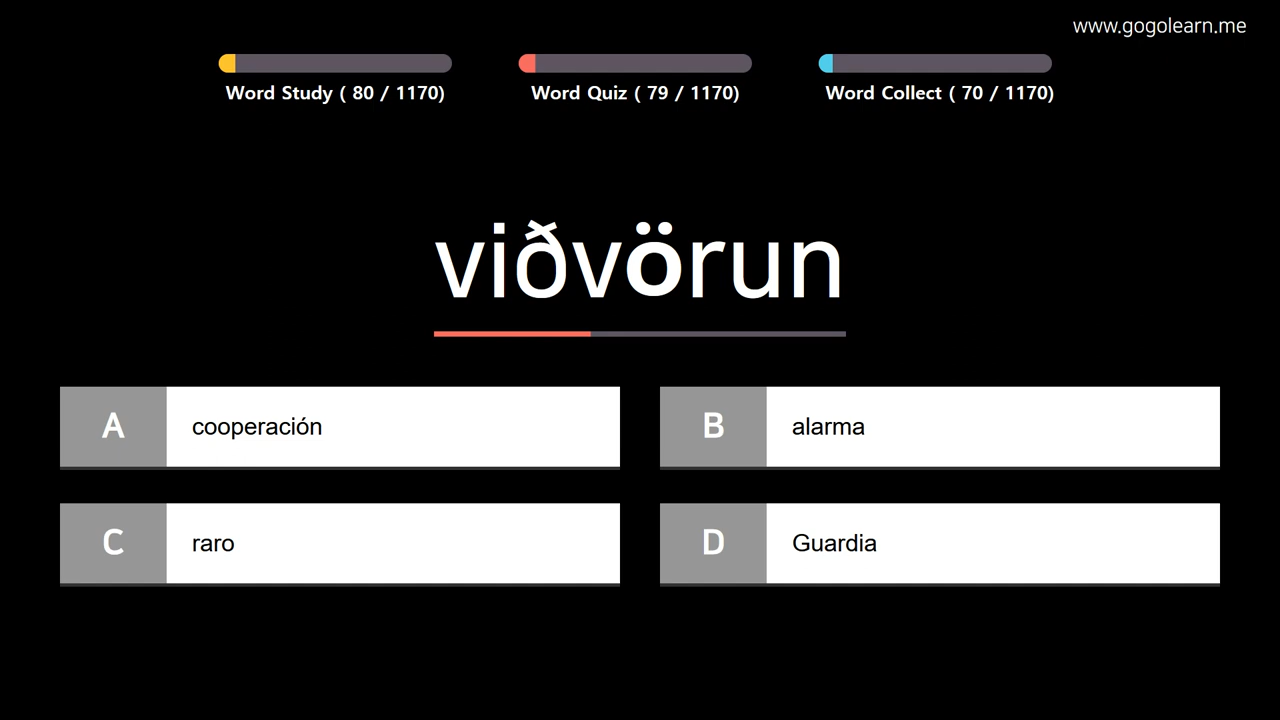 www.gogolearn.me
Word Study ( 80 / 1170)
Word Quiz ( 79 / 1170)
Word Collect ( 70 / 1170)
viðvörun
A cooperación
B alarma
C raro
D Guardia